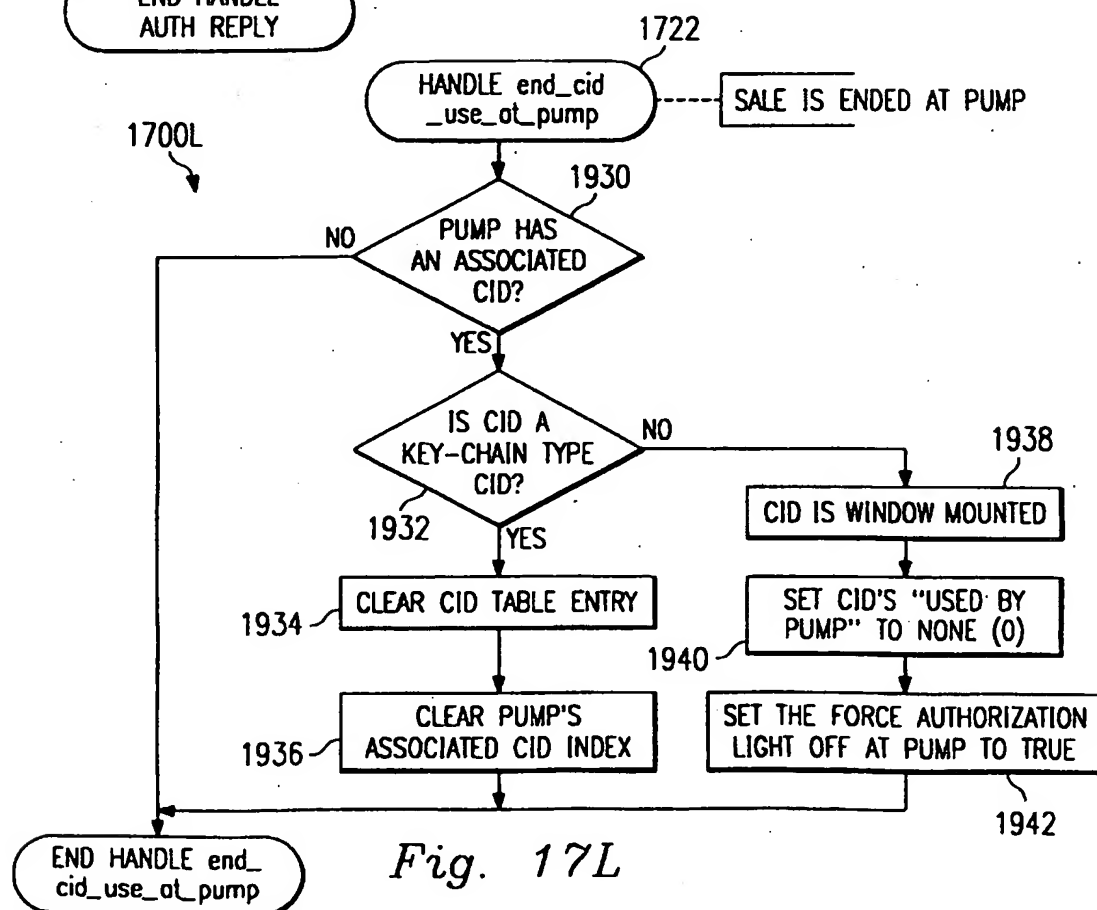 END HANDLE
AUTH REPLY
1722
HANDLE end_cid
_use_at_pump
SALE IS ENDED AT PUMP
1700L
1930
PUMP HAS
AN ASSOCIATED
CID?
NO
YES
IS CID A
KEY-CHAIN TYPE
CID?
NO
1932
YES
1938
CID IS WINDOW MOUNTED
CLEAR CID TABLE ENTRY
1934
SET CID'S "USED BY
PUMP" TO NONE (0)
1940
CLEAR PUMP'S
ASSOCIATED CID INDEX
1936
SET THE FORCE AUTHORIZATION
LIGHT OFF AT PUMP TO TRUE
1942
END HANDLE end_
cid_use_at_pump
Fig. 17L